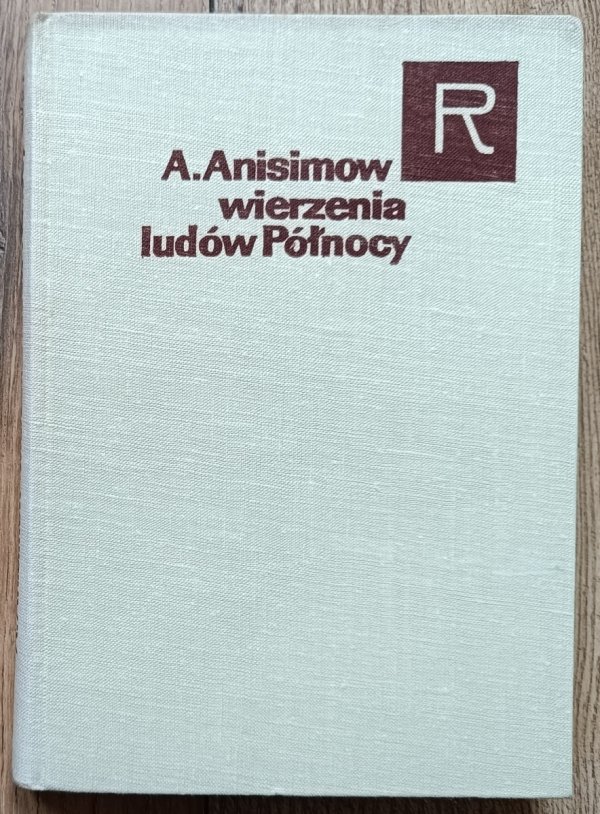 R
A.Anisimow
wierzenia
ludów Północy